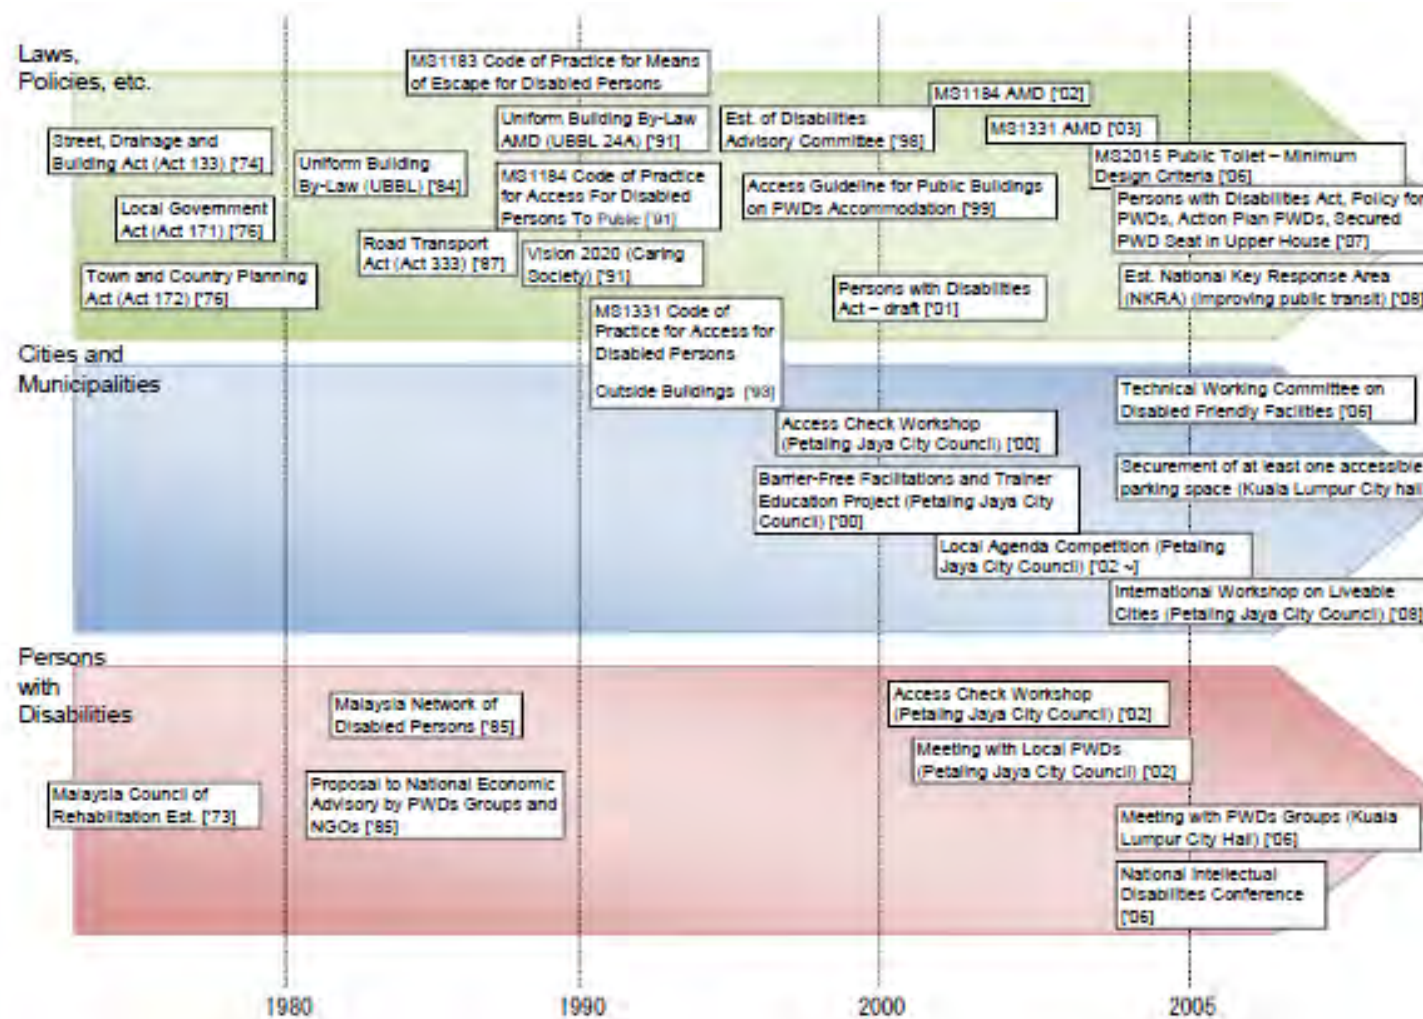 Laws,
Policies, etc.
MS1183 Code of Practice for Means
of Escape for Disabled Persons
MS1184 AMD ['02]
Uniform Building By-Law
AMD (UBBL 24A) ['91]
Est. of Disabilities
Advisory Committee ['98]
MS1331 AMD ['03]
Street, Drainage and
Building Act (Act 133) ['74]
Uniform Building
By-Law (UBBL) ['84]
MS2015 Public Toilet – Minimum
Design Criteria ['06]
MS1184 Code of Practice
for Access For Disabled
Persons To Public ['91]
Access Guideline for Public Buildings
on PWDs Accommodation ['99]
Local Government
Act (Act 171) ['76]
Persons with Disabilities Act, Policy for
PWDs, Action Plan PWDs, Secured
PWD Seat in Upper House ['07]
Road Transport
Act (Act 333) ['87]
Vision 2020 (Caring
Society) ['91]
Town and Country Planning
Act (Act 172) ['76]
Est. National Key Response Area
(NKRA) (improving public transit) ['08]
Persons with Disabilities
Act – draft ['01]
MS1331 Code of
Practice for Access for
Disabled Persons
Outside Buildings ['93]
Cities and
Municipalities
Technical Working Committee on
Disabled Friendly Facilities ['06]
Access Check Workshop
(Petaling Jaya City Council) ['00]
Securement of at least one accessible
parking space (Kuala Lumpur City hall
Barrier-Free Facilitations and Trainer
Education Project (Petaling Jaya City
Council) ['00]
Local Agenda Competition (Petaling
Jaya City Council) ['02 ~]
International Workshop on Liveable
Cities (Petaling Jaya City Council) ['08]
Persons
with
Disabilities
Malaysia Network of
Disabled Persons ['85]
Access Check Workshop
(Petaling Jaya City Council) ['02]
Meeting with Local PWDs
(Petaling Jaya City Council) ['02]
Malaysia Council of
Rehabilitation Est. ['73]
Proposal to National Economic
Advisory by PWDs Groups and
NGOs ['85]
Meeting with PWDs Groups (Kuala
Lumpur City Hall) ['06]
National Intellectual
Disabilities Conference
['06]
1980
1990
2000
2005